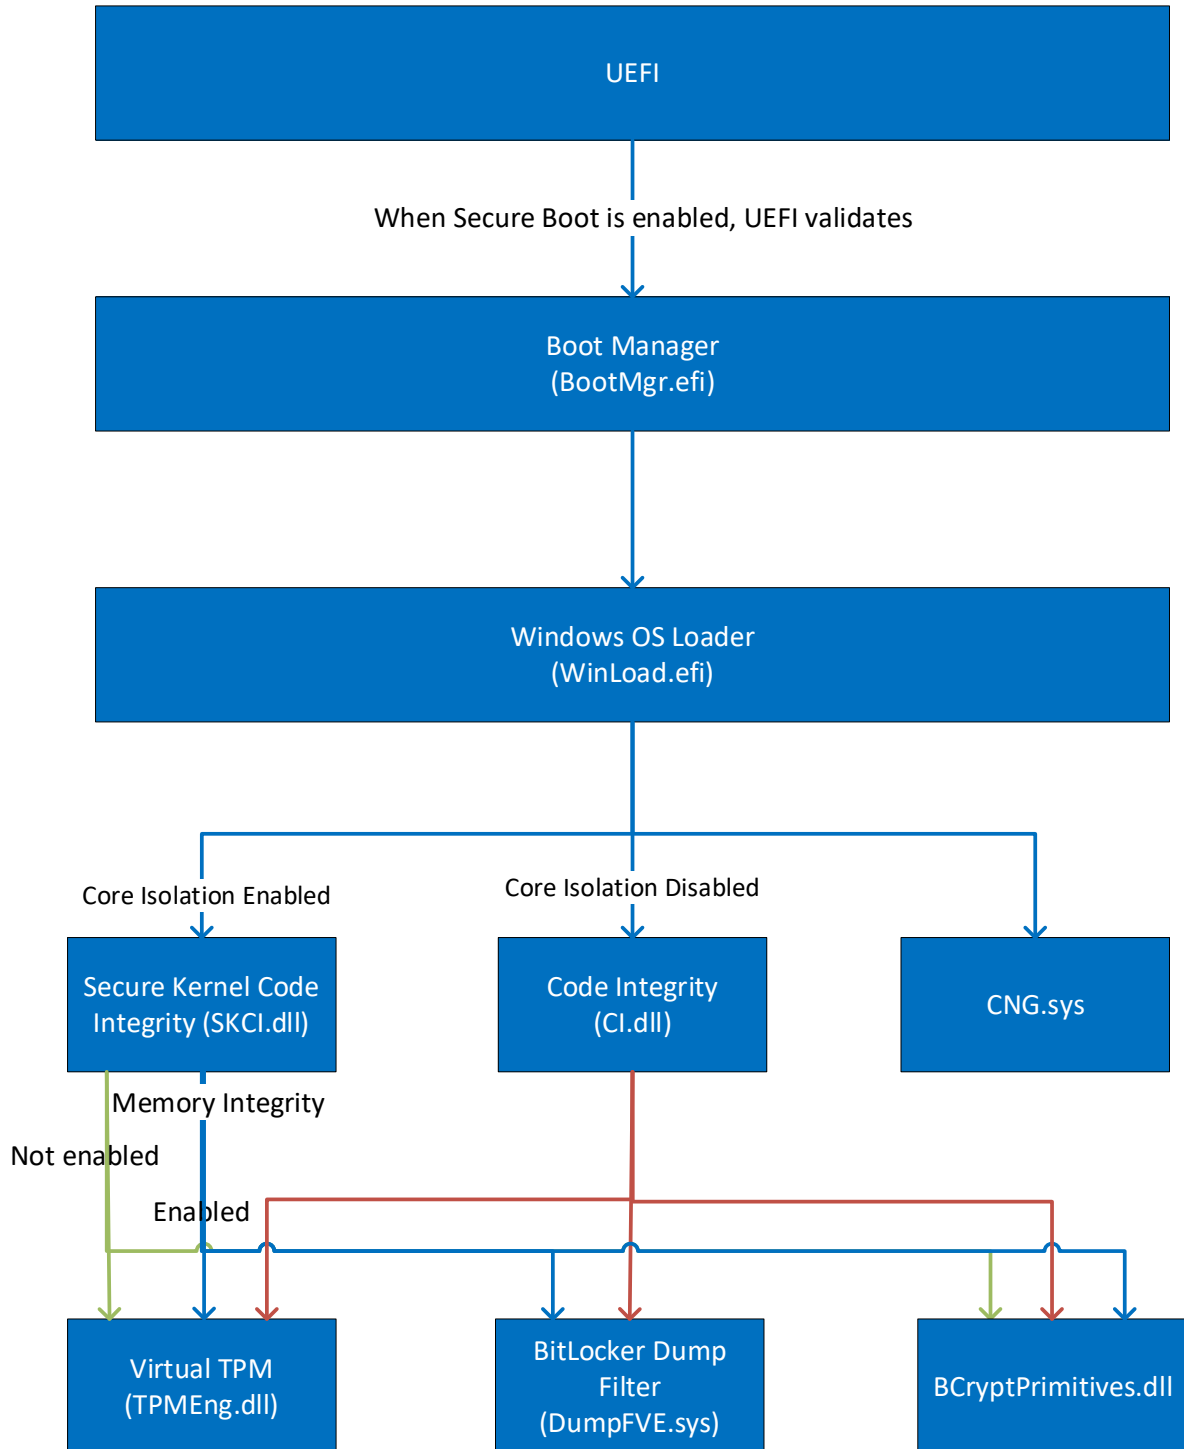 UEFI
When Secure Boot is enabled, UEFI validates
Boot Manager
(BootMgr.efi)
Windows OS Loader
(WinLoad.efi)
Core Isolation Enabled
Core Isolation Disabled
Secure Kernel Code
Integrity (SKCI.dll)
Code Integrity
(CI.dll)
CNG.sys
Memory Integrity
Not enabled
Enabled
Virtual TPM
(TPMEng.dll)
BitLocker Dump
Filter
(DumpFVE.sys)
BCryptPrimitives.dll